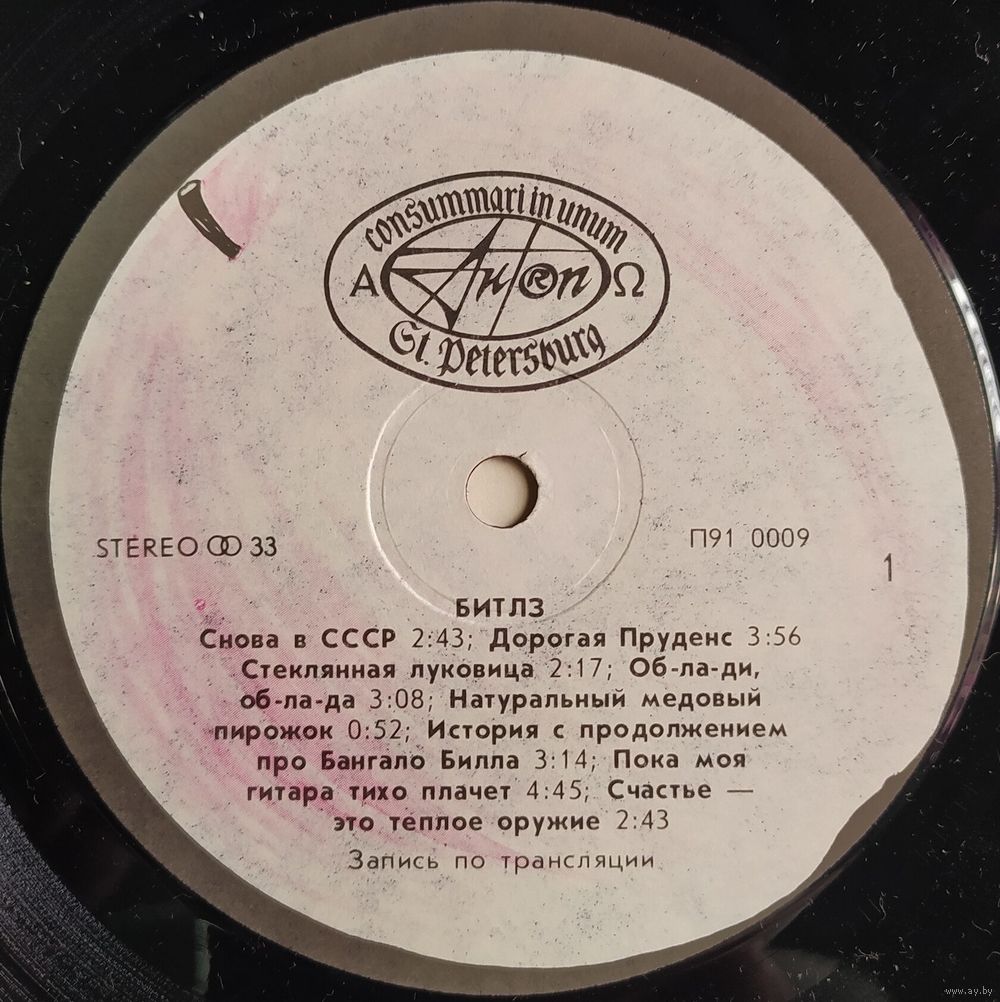 consummari in unum
Α АнТRоп Ω
St. Petersburg
STEREO 33
П91 0009
1
БИТЛЗ
Снова в СССР 2:43; Дорогая Пруденс 3:56
Стеклянная луковица 2:17; Об-ла-ди,
об-ла-да 3:08; Натуральный медовый
пирожок 0:52; История с продолжением
про Бангало Билла 3:14; Пока моя
гитара тихо плачет 4:45; Счастье —
это теплое оружие 2:43
Запись по трансляции
www.ay.by